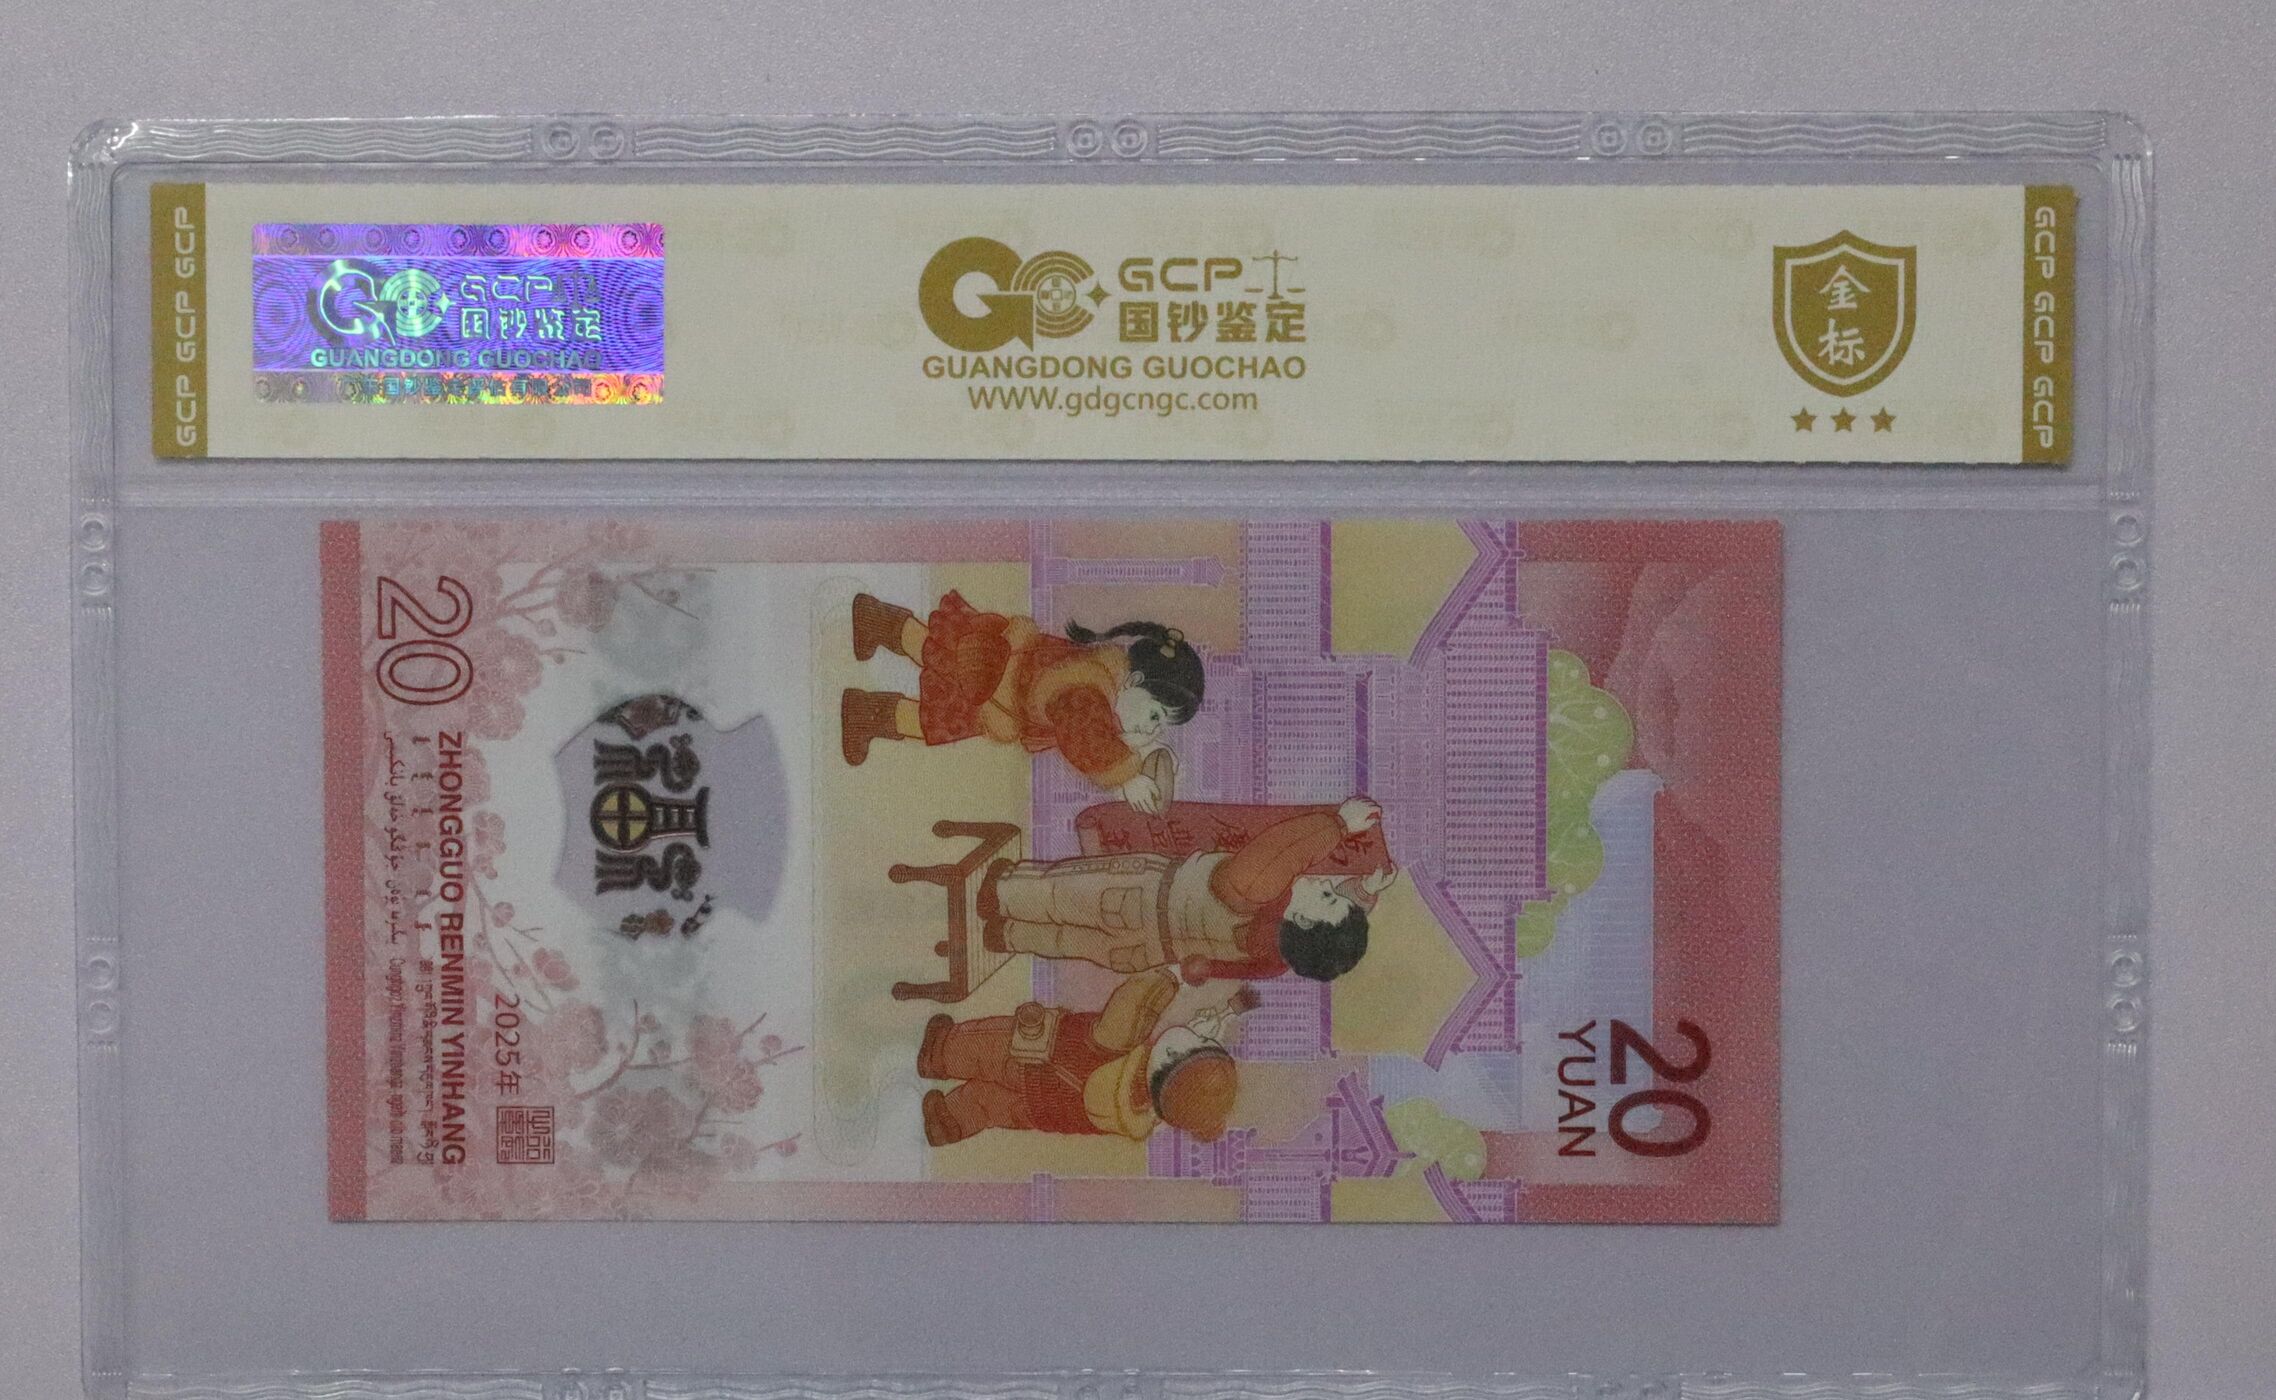 GCP GCP GCP
GCP
国钞鉴定
GUANGDONG GUOCHAO
GCP
国钞鉴定
GUANGDONG GUOCHAO
WWW.gdgcngc.com
金
标
GCP GCP GCP
20
ZHONGGUO RENMIN YINHANG
2025年
20
YUAN